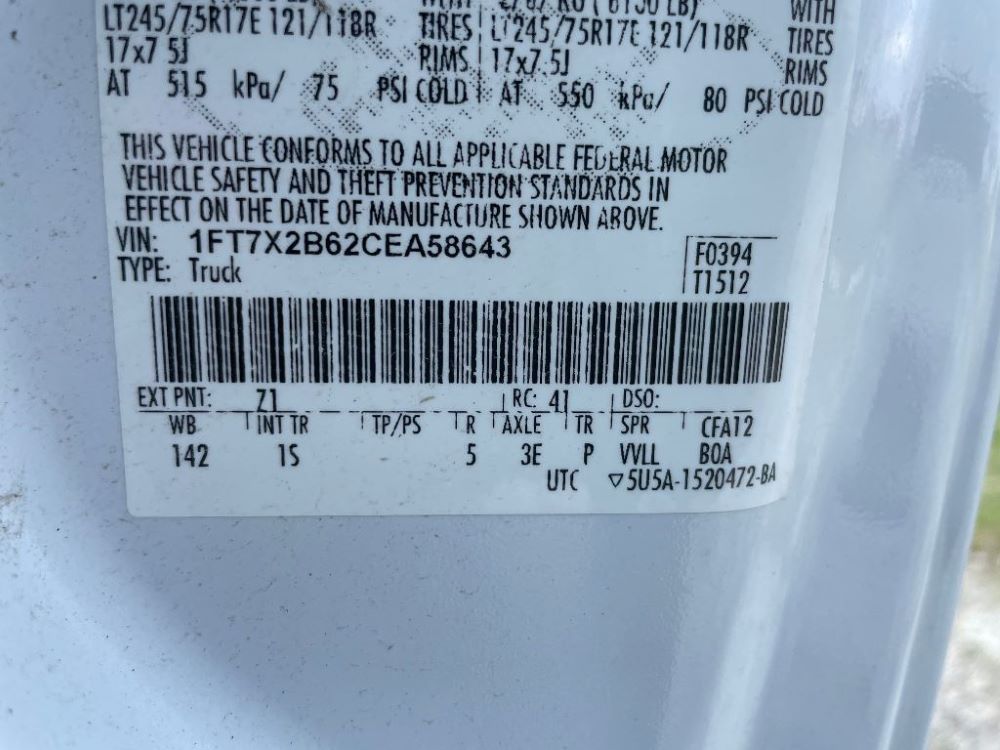 WITH WITH
LT245/75R17E 121/118R TIRES LT245/75R17E 121/118R TIRES
17x7.5J RIMS 17x7.5J RIMS
AT 515 kPa/ 75 PSI COLD AT 550 kPa/ 80 PSI COLD
THIS VEHICLE CONFORMS TO ALL APPLICABLE FEDERAL MOTOR
VEHICLE SAFETY AND THEFT PREVENTION STANDARDS IN
EFFECT ON THE DATE OF MANUFACTURE SHOWN ABOVE.
VIN: 1FT7X2B62CEA58643 F0394
TYPE: Truck T1512
EXT PNT: Z1 RC: 41 DSO:
WB INT TR TP/PS R AXLE TR SPR CFA12
142 1S 5 3E P VVLL BOA
UTC ▽5U5A-1520472-BA